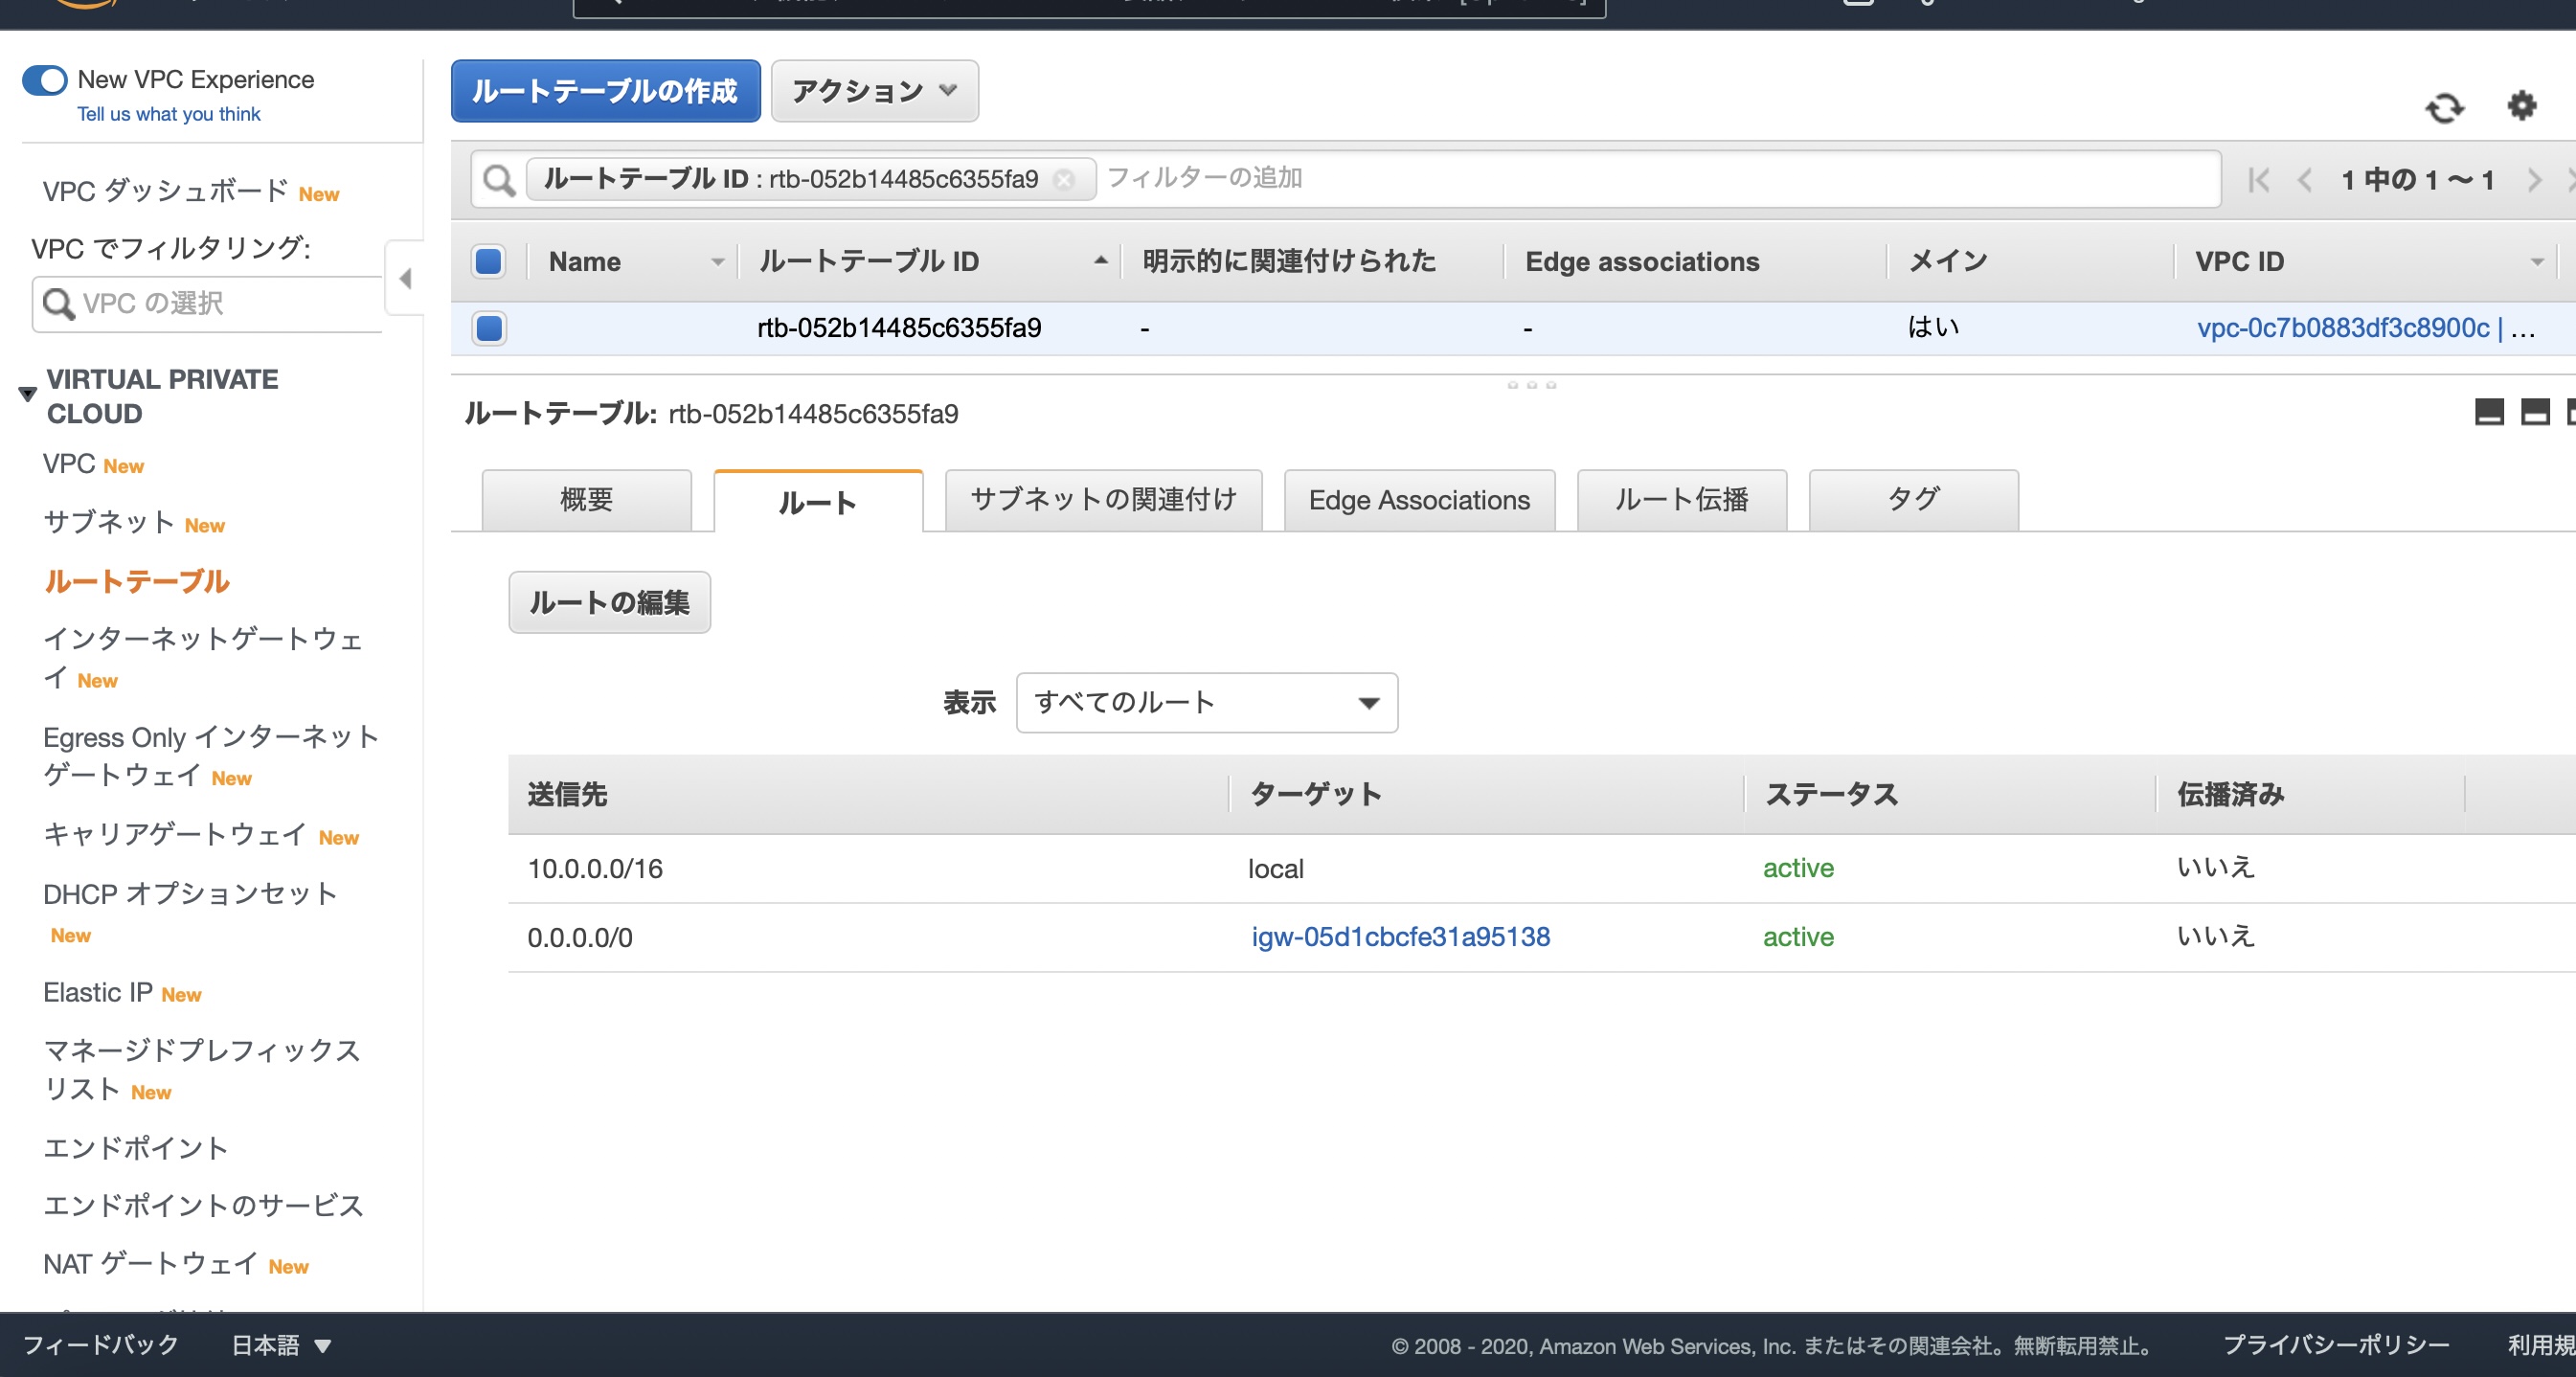 New VPC Experience
Tell us what you think
VPC ダッシュボード New
VPC でフィルタリング:
VPC の選択
VIRTUAL PRIVATE
CLOUD
VPC New
サブネット New
ルートテーブル
インターネットゲートウェ
イ New
Egress Only インターネット
ゲートウェイ New
キャリアゲートウェイ New
DHCP オプションセット
New
Elastic IP New
マネージドプレフィックス
リスト New
エンドポイント
エンドポイントのサービス
NAT ゲートウェイ New
ルートテーブルの作成 アクション
ルートテーブル ID : rtb-052b14485c6355fa9 フィルターの追加 1 中の 1 ～ 1
Name ルートテーブル ID 明示的に関連付けられた Edge associations メイン VPC ID
rtb-052b14485c6355fa9 - - はい vpc-0c7b0883df3c8900c | ...
ルートテーブル: rtb-052b14485c6355fa9
概要 ルート サブネットの関連付け Edge Associations ルート伝播 タグ
ルートの編集
表示 すべてのルート
送信先 ターゲット ステータス 伝播済み
10.0.0.0/16 local active いいえ
0.0.0.0/0 igw-05d1cbcfe31a95138 active いいえ
フィードバック 日本語 © 2008 - 2020, Amazon Web Services, Inc. またはその関連会社。無断転用禁止。 プライバシーポリシー 利用規